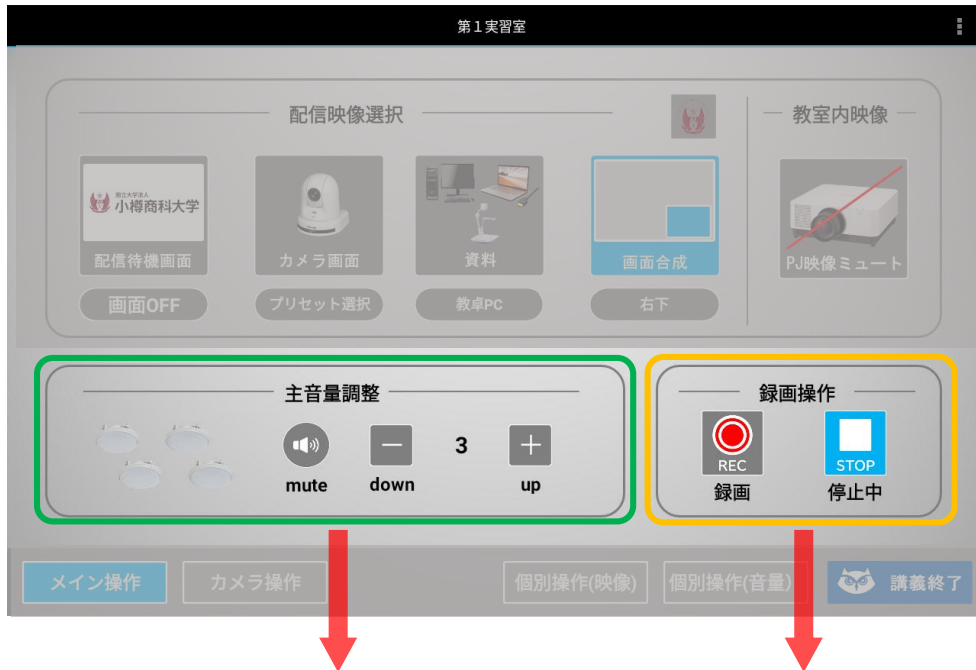 第１実習室
配信映像選択
教室内映像
国立大学法人
小樽商科大学
配信待機画面
カメラ画面
資料
画面合成
PJ映像ミュート
画面OFF
プリセット選択
教卓PC
右下
主音量調整
録画操作
3
REC
STOP
mute
down
up
録画
停止中
メイン操作
カメラ操作
個別操作(映像)
個別操作(音量)
講義終了